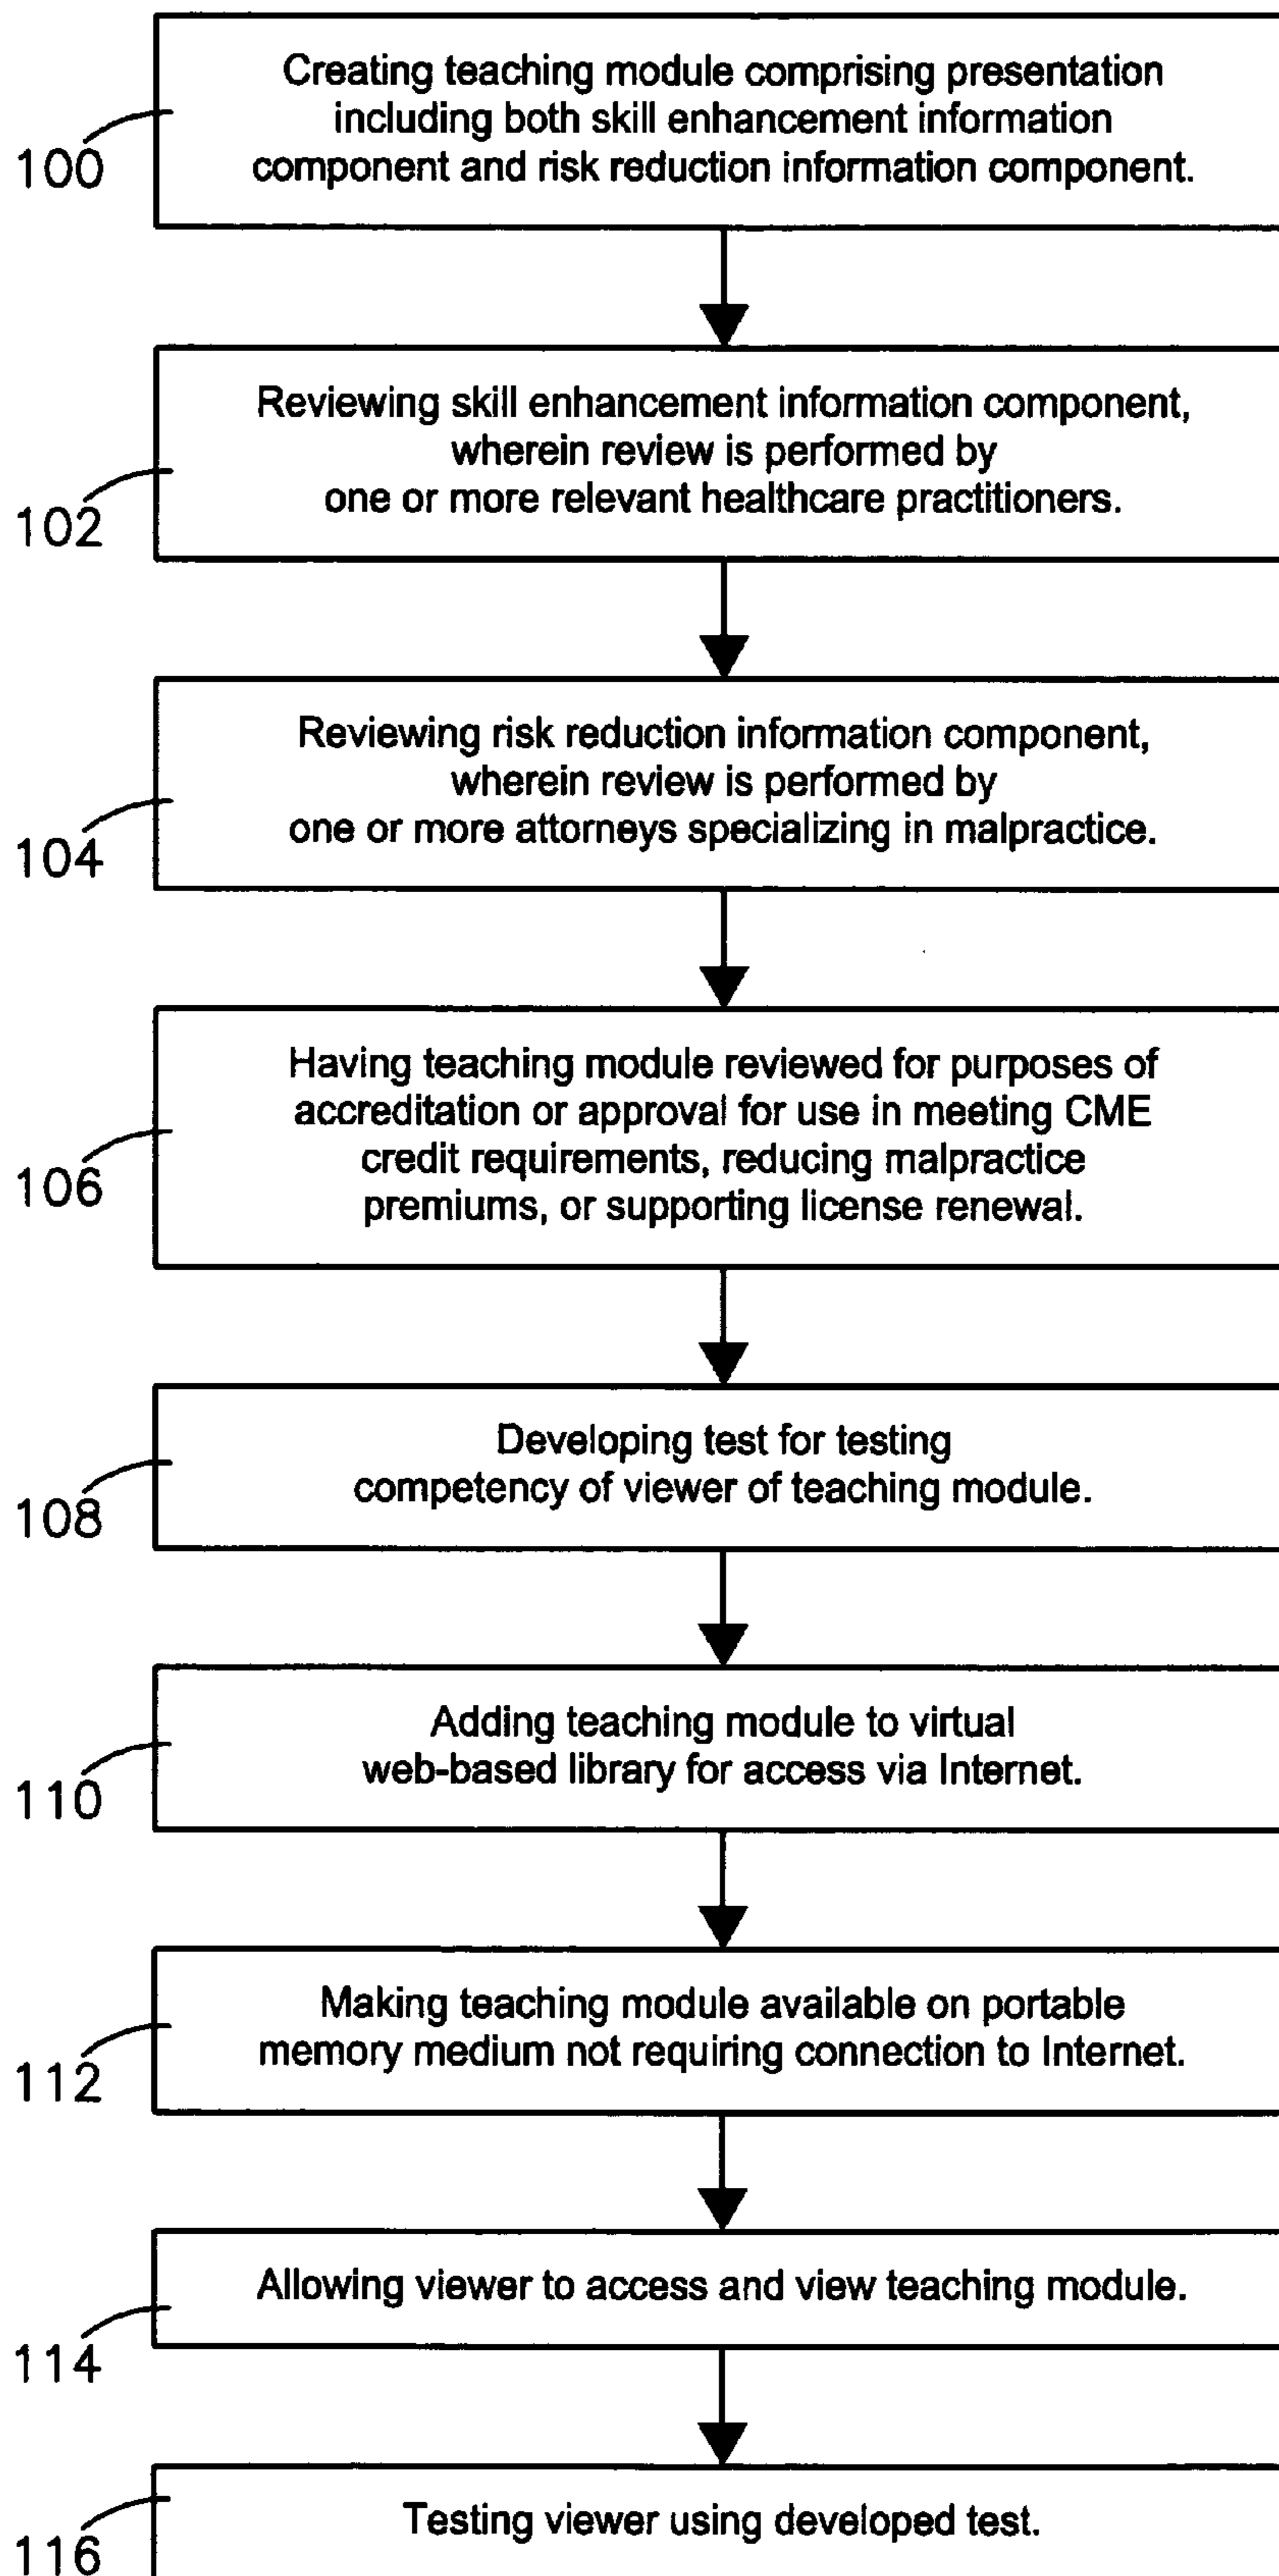 Creating teaching module comprising presentation
including both skill enhancement information
component and risk reduction information component.
100
Reviewing skill enhancement information component,
wherein review is performed by
one or more relevant healthcare practitioners.
102
Reviewing risk reduction information component,
wherein review is performed by
one or more attorneys specializing in malpractice.
104
Having teaching module reviewed for purposes of
accreditation or approval for use in meeting CME
credit requirements, reducing malpractice
premiums, or supporting license renewal.
106
Developing test for testing
competency of viewer of teaching module.
108
Adding teaching module to virtual
web-based library for access via Internet.
110
Making teaching module available on portable
memory medium not requiring connection to Internet.
112
Allowing viewer to access and view teaching module.
114
Testing viewer using developed test.
116